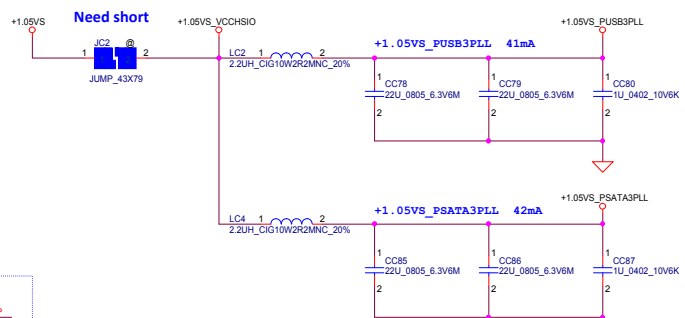 Need short
+1.05VS
+1.05VS_VCCHSIO
+1.05VS_PUSB3PLL
JC2 @
1 2
JUMP_43X79
LC2 1 2
2.2UH_CIG10W2R2MNC_20%
+1.05VS_PUSB3PLL 41mA
1
CC78
22U_0805_6.3V6M
2
1
CC79
22U_0805_6.3V6M
2
1
CC80
1U_0402_10V6K
2
+1.05VS_PSATA3PLL
LC4 1 2
2.2UH_CIG10W2R2MNC_20%
+1.05VS_PSATA3PLL 42mA
1
CC85
22U_0805_6.3V6M
2
1
CC86
22U_0805_6.3V6M
2
1
CC87
1U_0402_10V6K
2